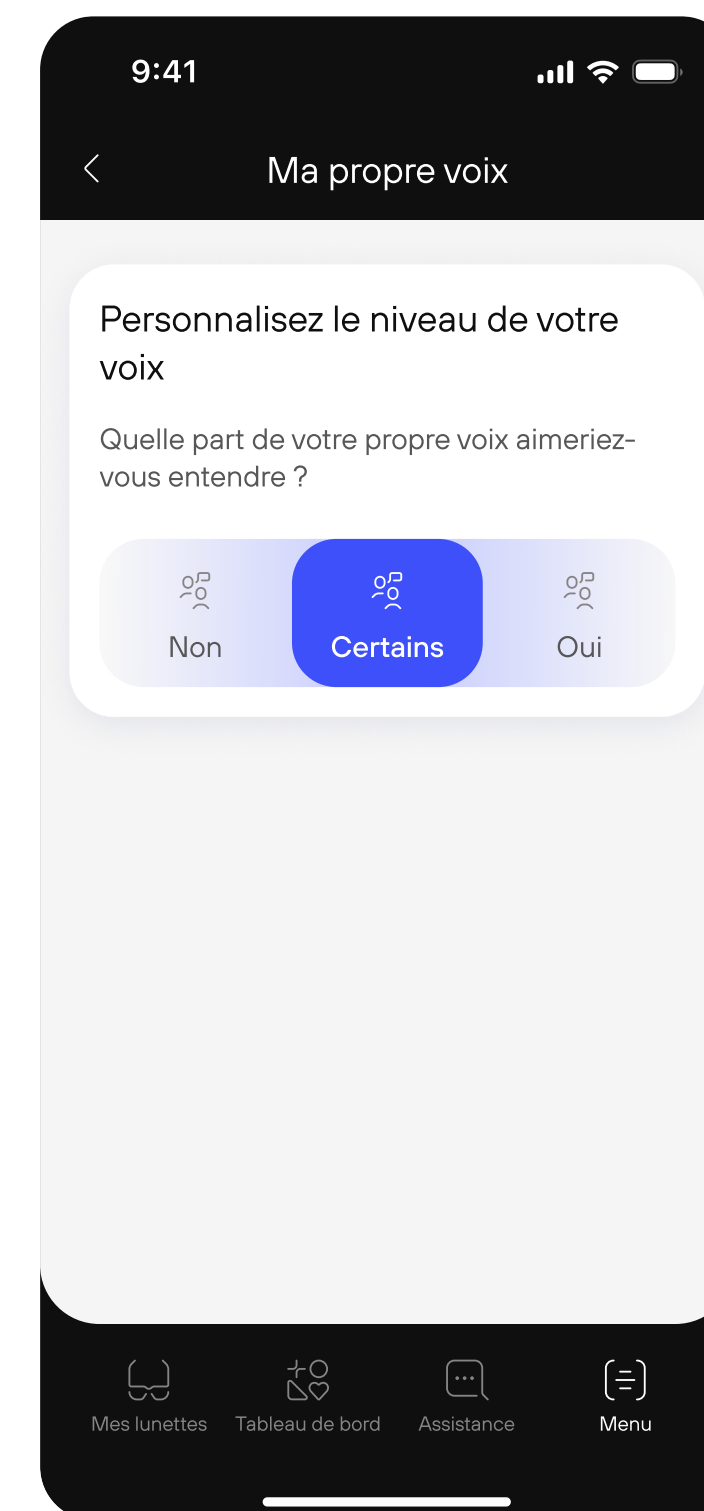 9:41
Ma propre voix
Personnalisez le niveau de votre
voix
Quelle part de votre propre voix aimeriez-
vous entendre ?
Non
Certains
Oui
Mes lunettes
Tableau de bord
Assistance
Menu